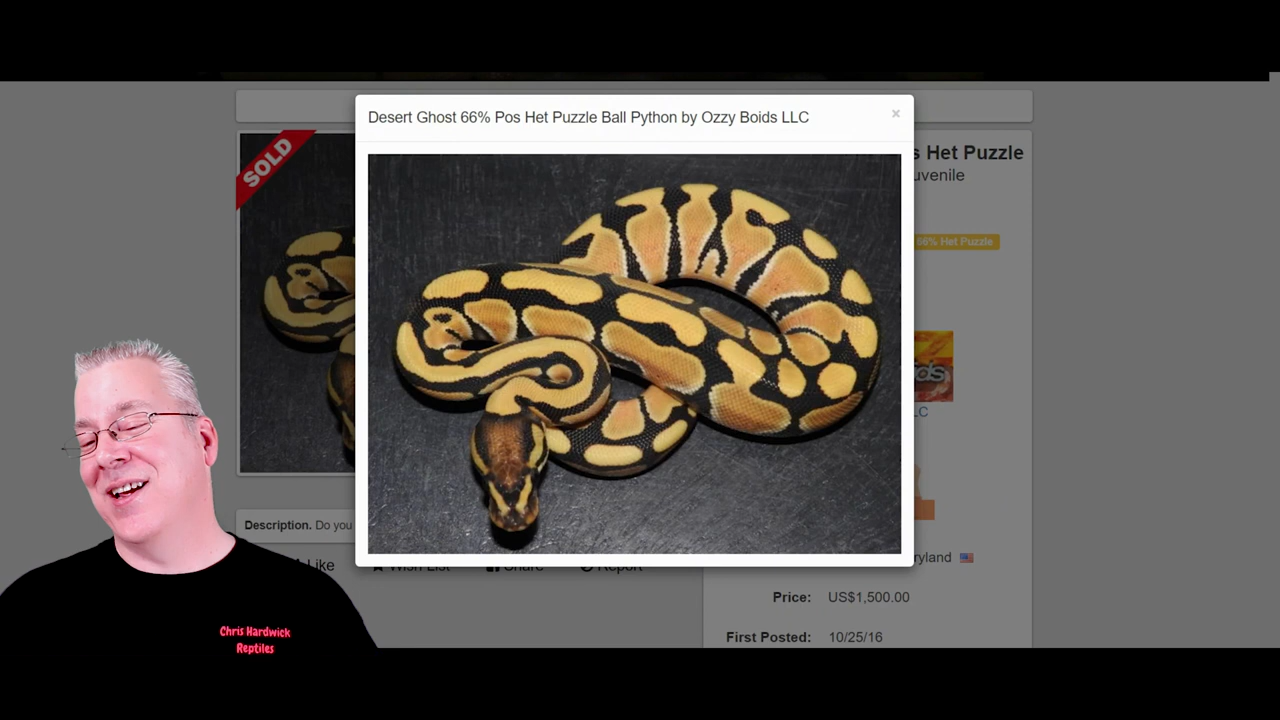 Desert Ghost 66% Pos Het Puzzle Ball Python by Ozzy Boids LLC
×
SOLD
s Het Puzzle
uvenile
66% Het Puzzle
ds
LC
Description. Do you
Like
Wish List
Share
Report
ryland
Price: US$1,500.00
First Posted: 10/25/16
Chris Hardwick
Reptiles